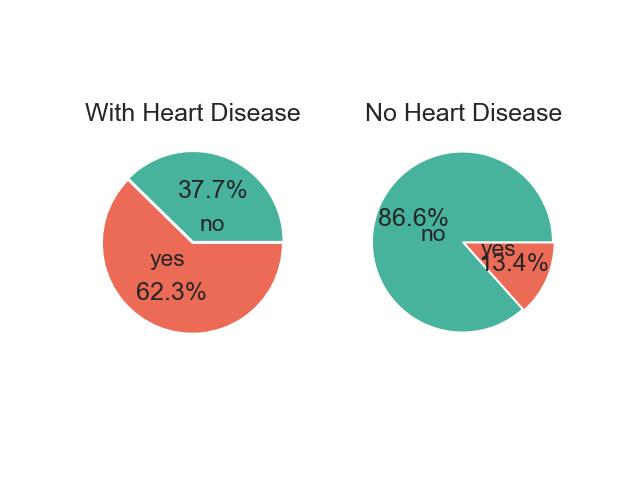 With Heart Disease
37.7%
no
yes
62.3%
No Heart Disease
86.6%
no
yes
13.4%